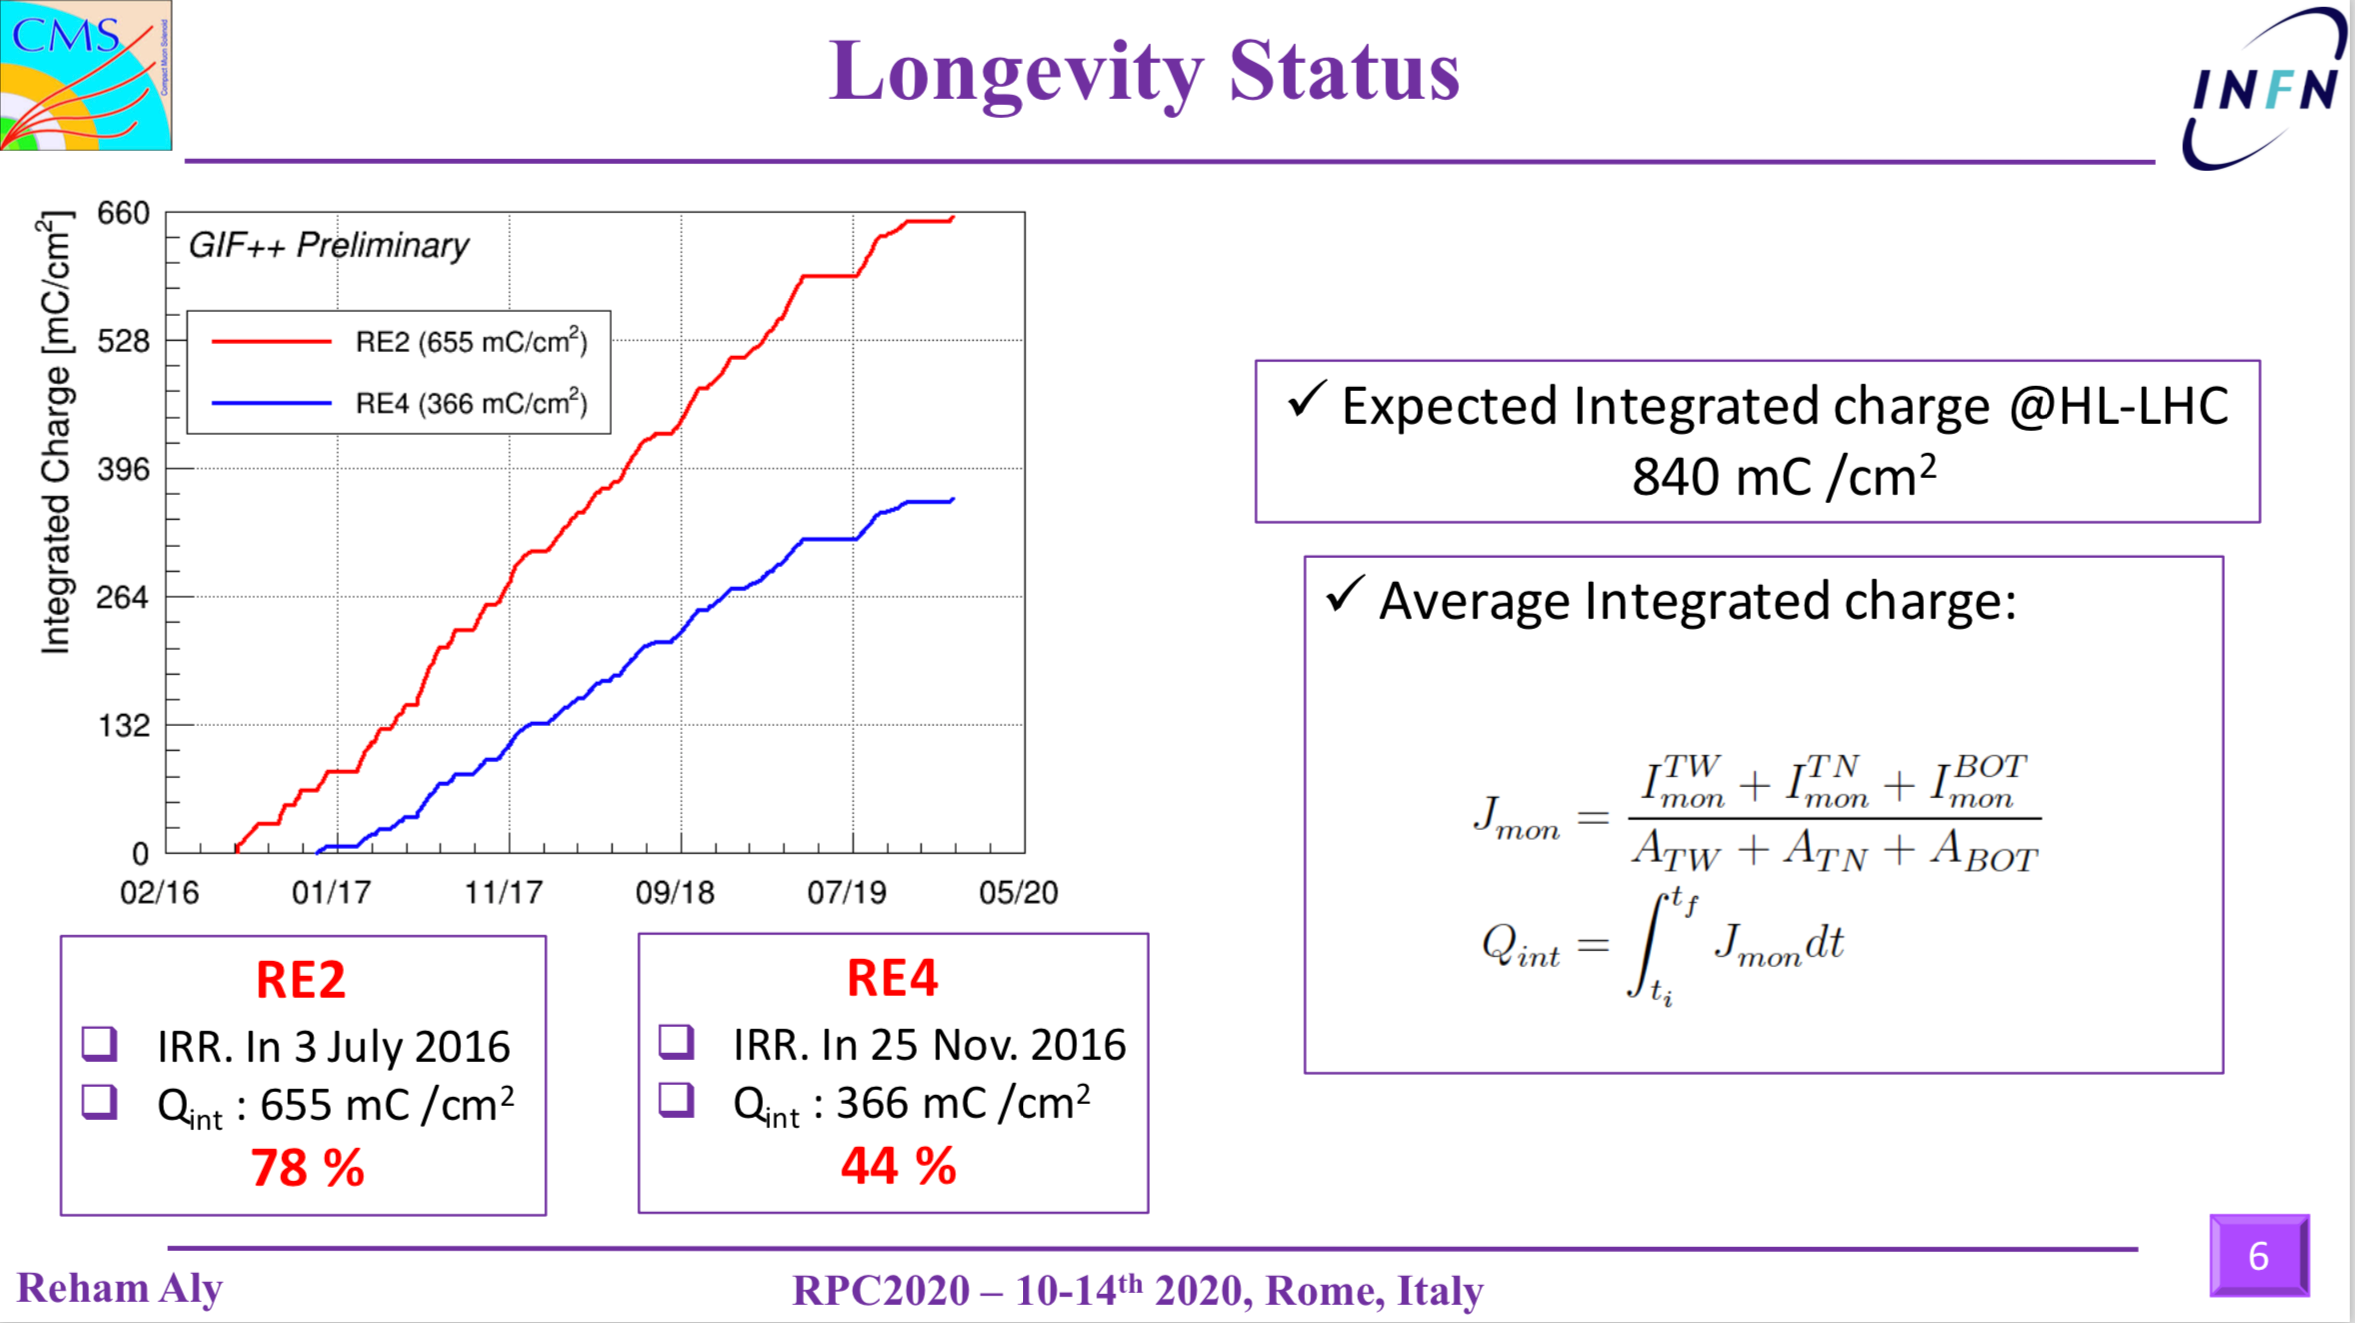 CMS
Compact Muon Solenoid
Longevity Status
INFN
Integrated Charge [mC/cm²]
660
528
396
264
132
0
GIF++ Preliminary
RE2 (655 mC/cm²)
RE4 (366 mC/cm²)
02/16 01/17 11/17 09/18 07/19 05/20
✓ Expected Integrated charge @HL-LHC
840 mC /cm²
✓ Average Integrated charge:
J_mon = (I_mon^TW + I_mon^TN + I_mon^BOT) / (A_TW + A_TN + A_BOT)
Q_int = ∫_{t_i}^{t_f} J_mon dt
RE2
❑ IRR. In 3 July 2016
❑ Q_int : 655 mC /cm²
78 %
RE4
❑ IRR. In 25 Nov. 2016
❑ Q_int : 366 mC /cm²
44 %
Reham Aly
RPC2020 – 10-14th 2020, Rome, Italy
6